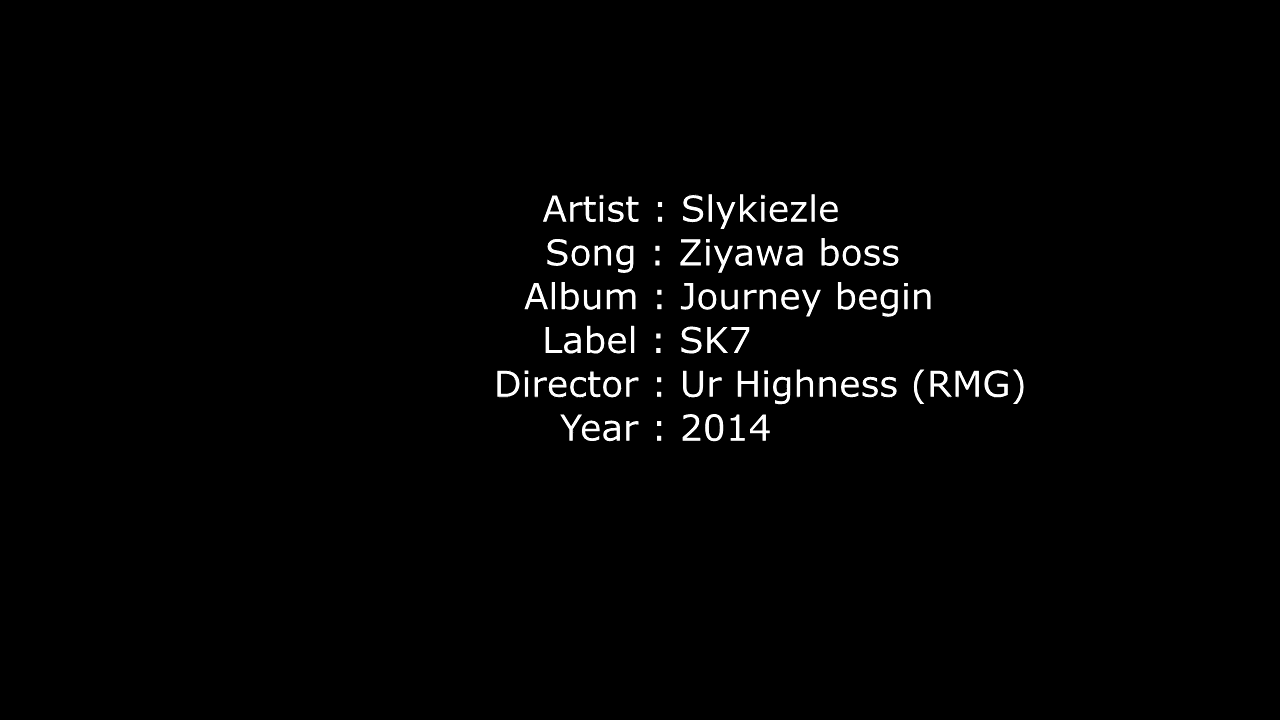 Artist : Slykiezle
Song : Ziyawa boss
Album : Journey begin
Label : SK7
Director : Ur Highness (RMG)
Year : 2014